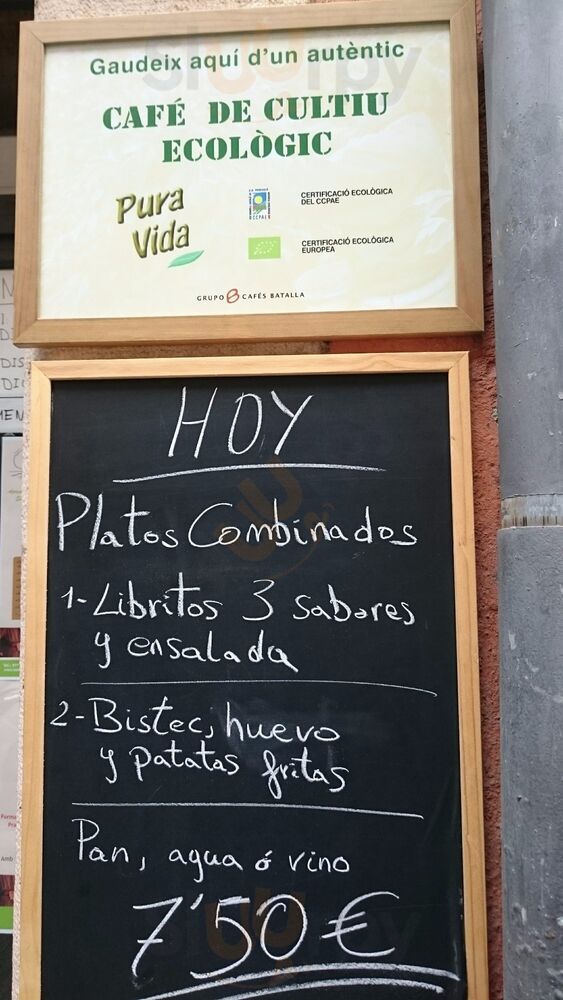 Gaudeix aquí d'un autèntic
CAFÉ DE CULTIU
ECOLÒGIC
Pura
Vida
CCPAE
CERTIFICACIÓ ECOLÒGICA
DEL CCPAE
CERTIFICACIÓ ECOLÒGICA
EUROPEA
GRUPO B CAFÉS BATALLA
HOY
Platos Combinados
1- Libritos 3 sabores
y ensalada
2- Bistec, huevo
y patatas fritas
Pan, agua ó vino
7'50 €